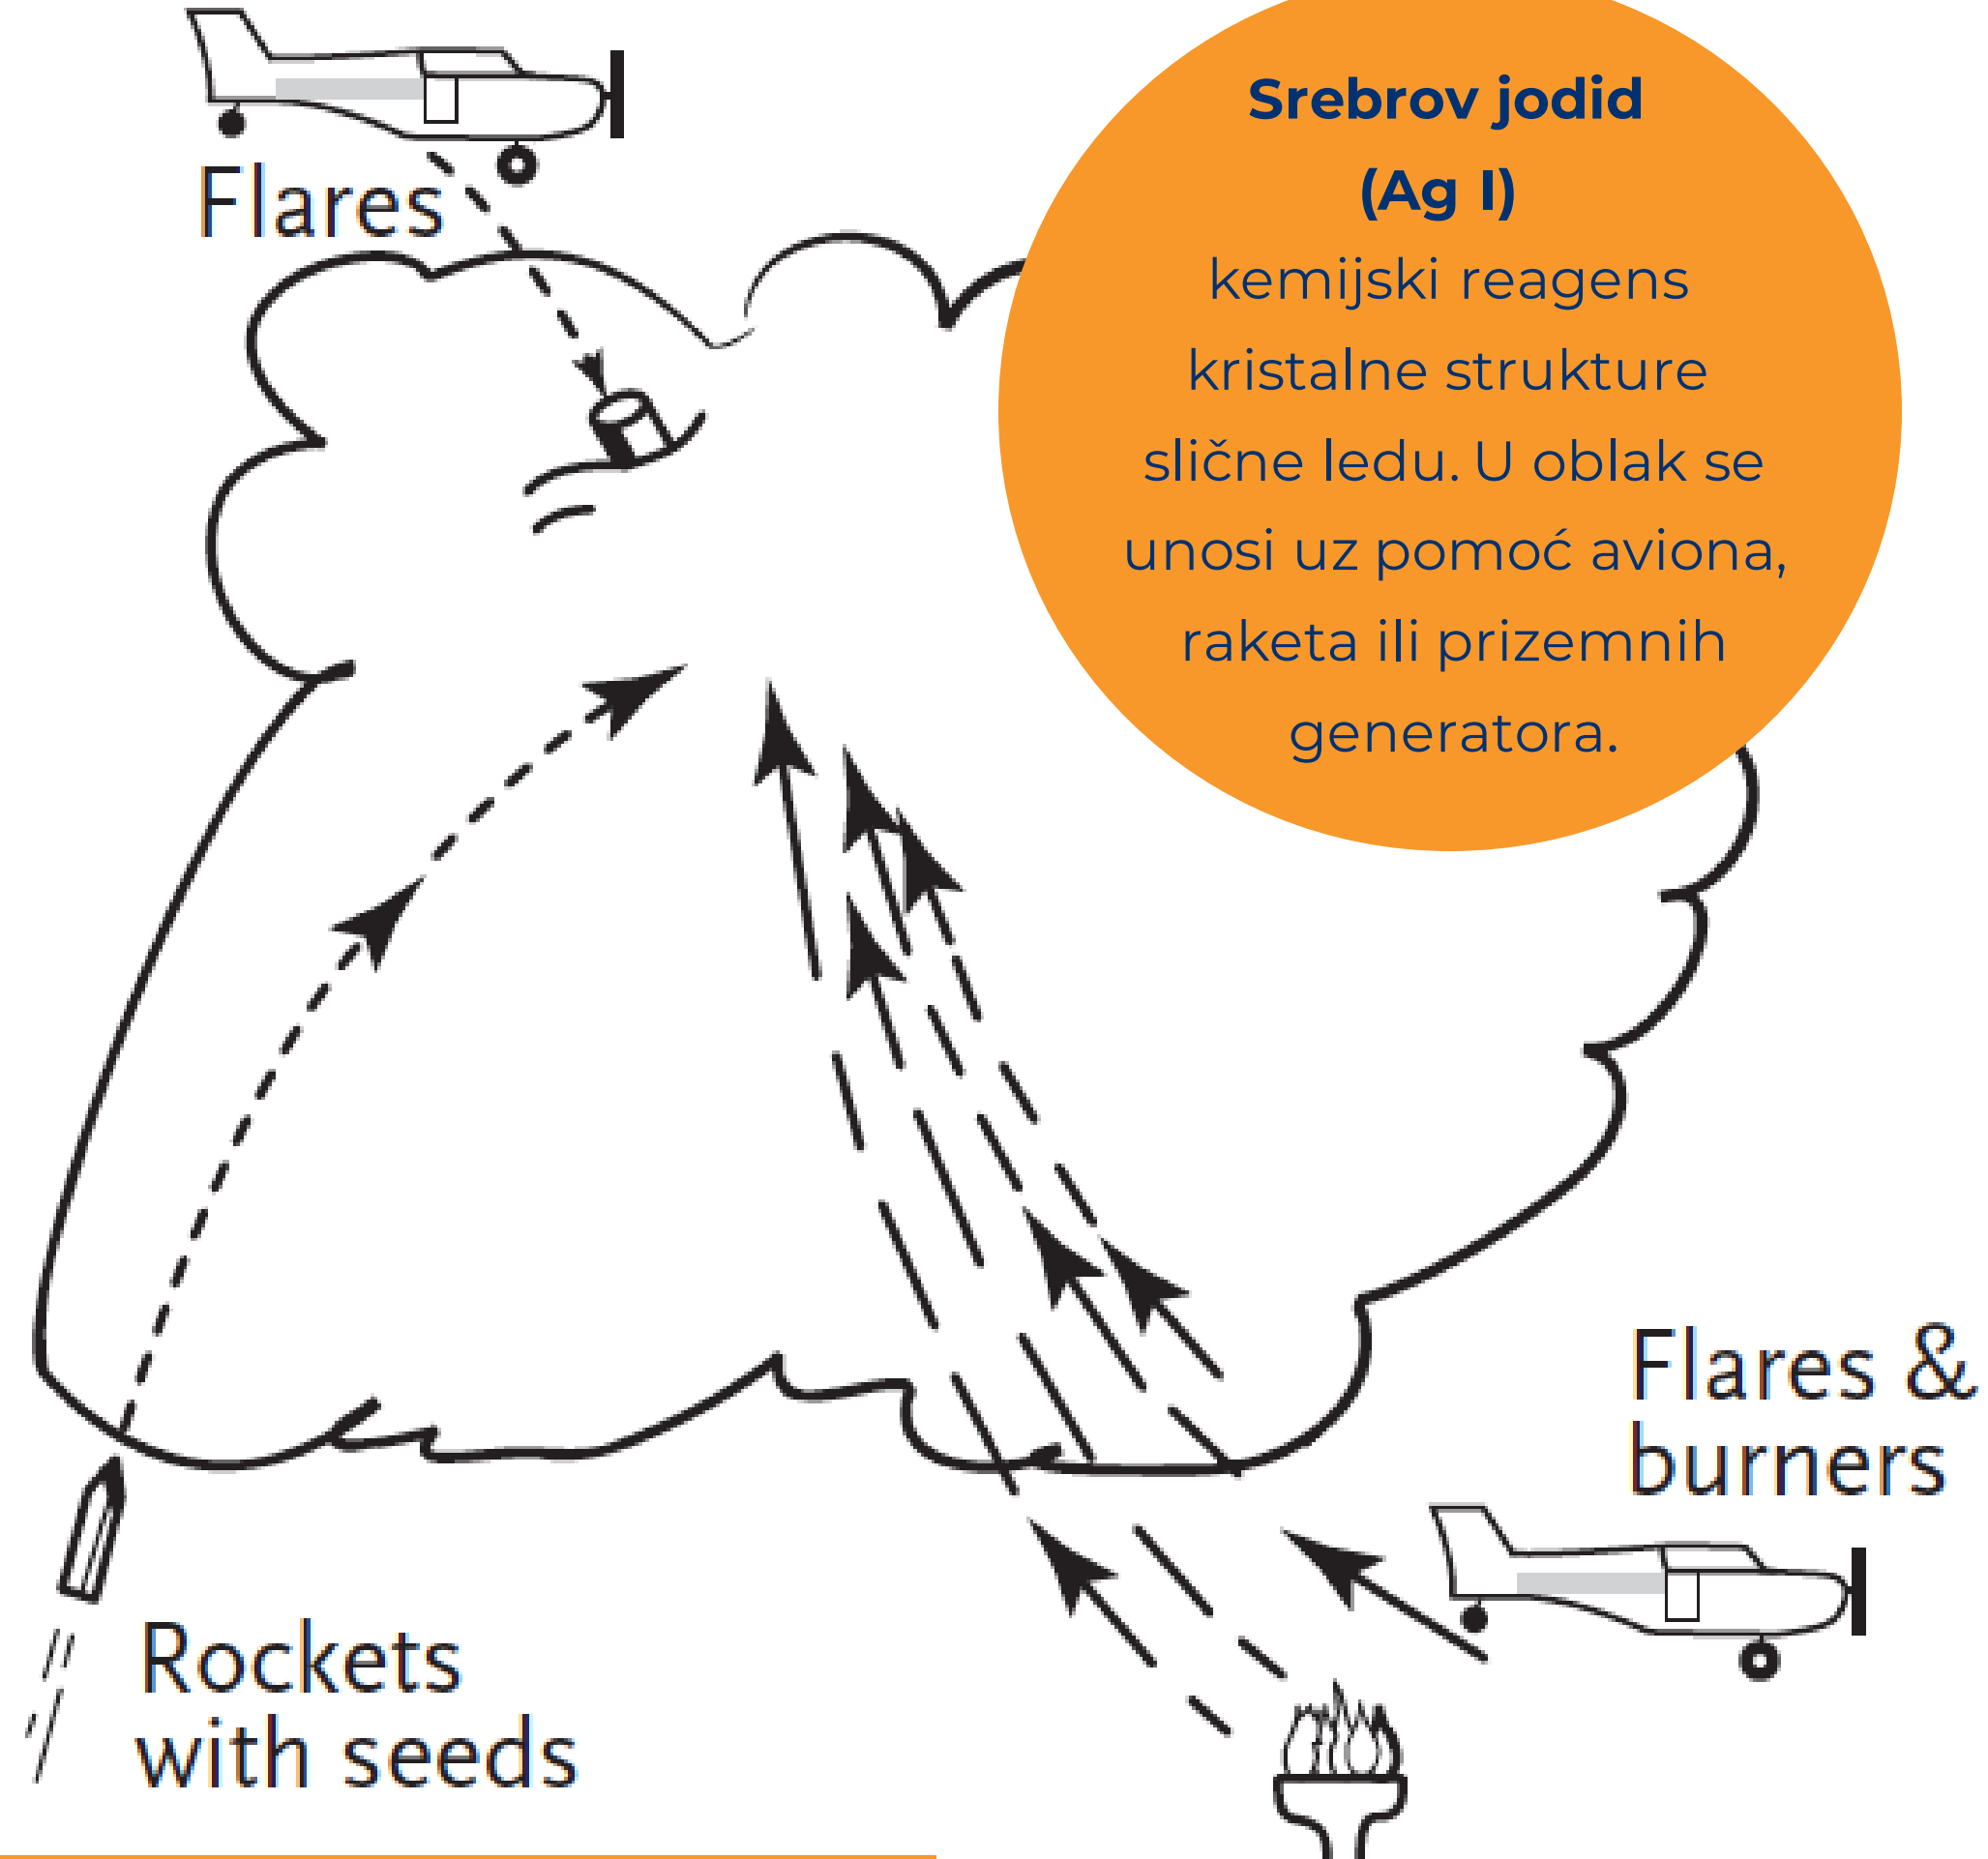 Flares
Srebrov jodid
(Ag I)
kemijski reagens
kristalne strukture
slične ledu. U oblak se
unosi uz pomoć aviona,
raketa ili prizemnih
generatora.
Flares &
burners
Rockets
with seeds